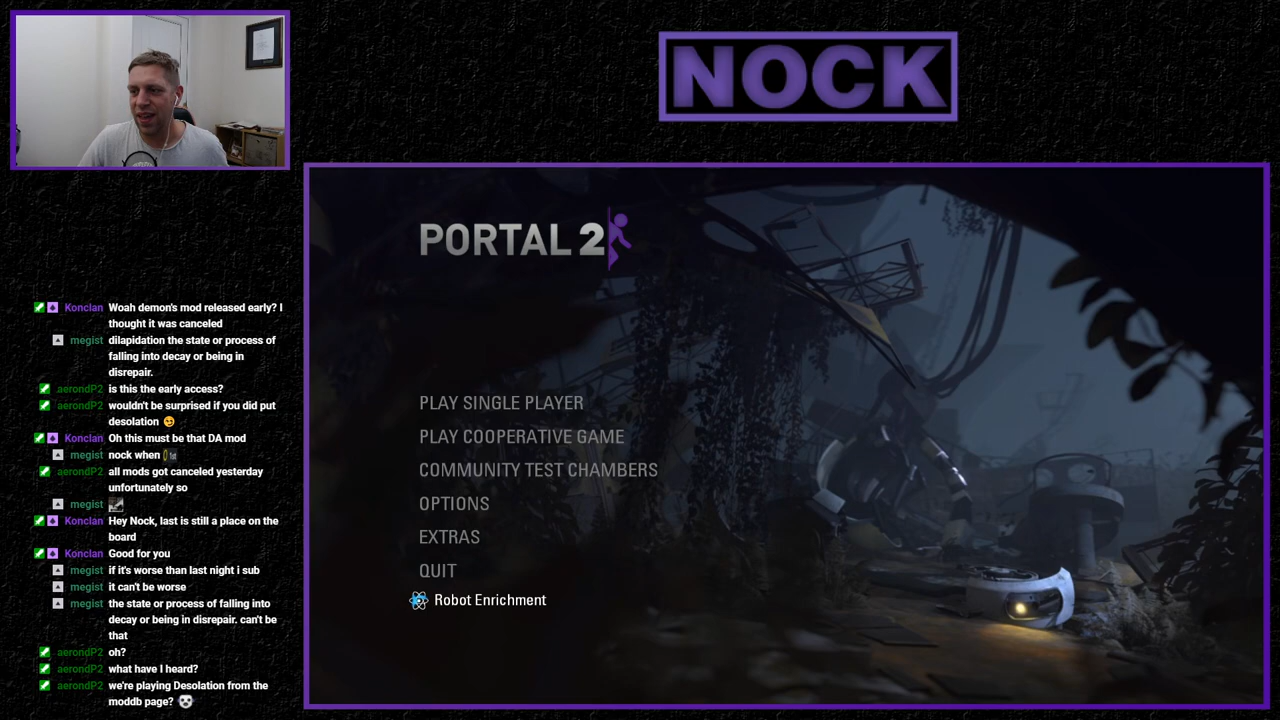 NOCK
PORTAL 2
PLAY SINGLE PLAYER
PLAY COOPERATIVE GAME
COMMUNITY TEST CHAMBERS
OPTIONS
EXTRAS
QUIT
Robot Enrichment
Konclan Woah demon's mod released early? I
thought it was canceled
megist dilapidation the state or process of
falling into decay or being in
disrepair.
aerondP2 is this the early access?
aerondP2 wouldn't be surprised if you did put
desolation
Konclan Oh this must be that DA mod
megist nock when
aerondP2 all mods got canceled yesterday
unfortunately so
megist
Konclan Hey Nock, last is still a place on the
board
Konclan Good for you
megist if it's worse than last night i sub
megist it can't be worse
megist the state or process of falling into
decay or being in disrepair. can't be
that
aerondP2 oh?
aerondP2 what have I heard?
aerondP2 we're playing Desolation from the
moddb page?